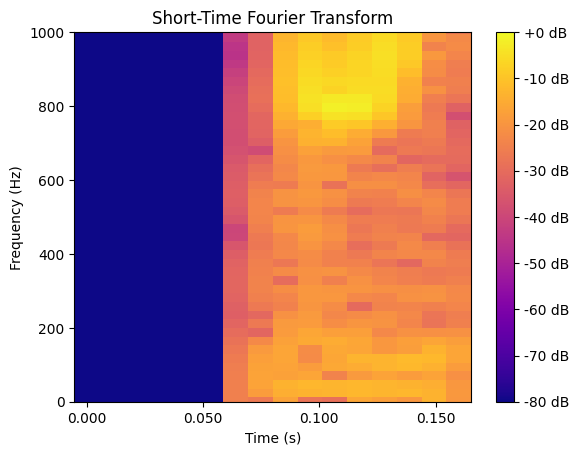 Short-Time Fourier Transform
1000
800
600
400
200
0
Frequency (Hz)
0.000
0.050
0.100
0.150
Time (s)
+0 dB
-10 dB
-20 dB
-30 dB
-40 dB
-50 dB
-60 dB
-70 dB
-80 dB